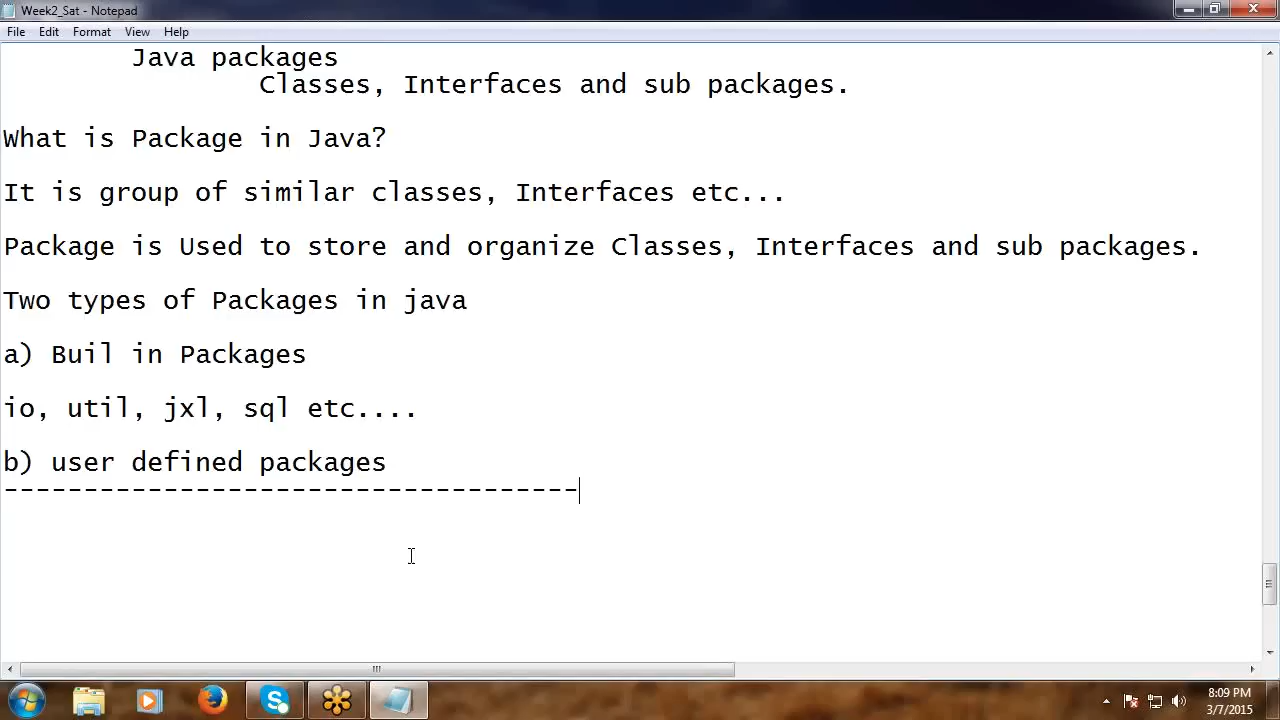 Week2_Sat - Notepad
File Edit Format View Help
Java packages
Classes, Interfaces and sub packages.
What is Package in Java?
It is group of similar classes, Interfaces etc...
Package is Used to store and organize Classes, Interfaces and sub packages.
Two types of Packages in java
a) Buil in Packages
io, util, jxl, sql etc....
b) user defined packages
------------------------------------
8:09 PM
3/7/2015